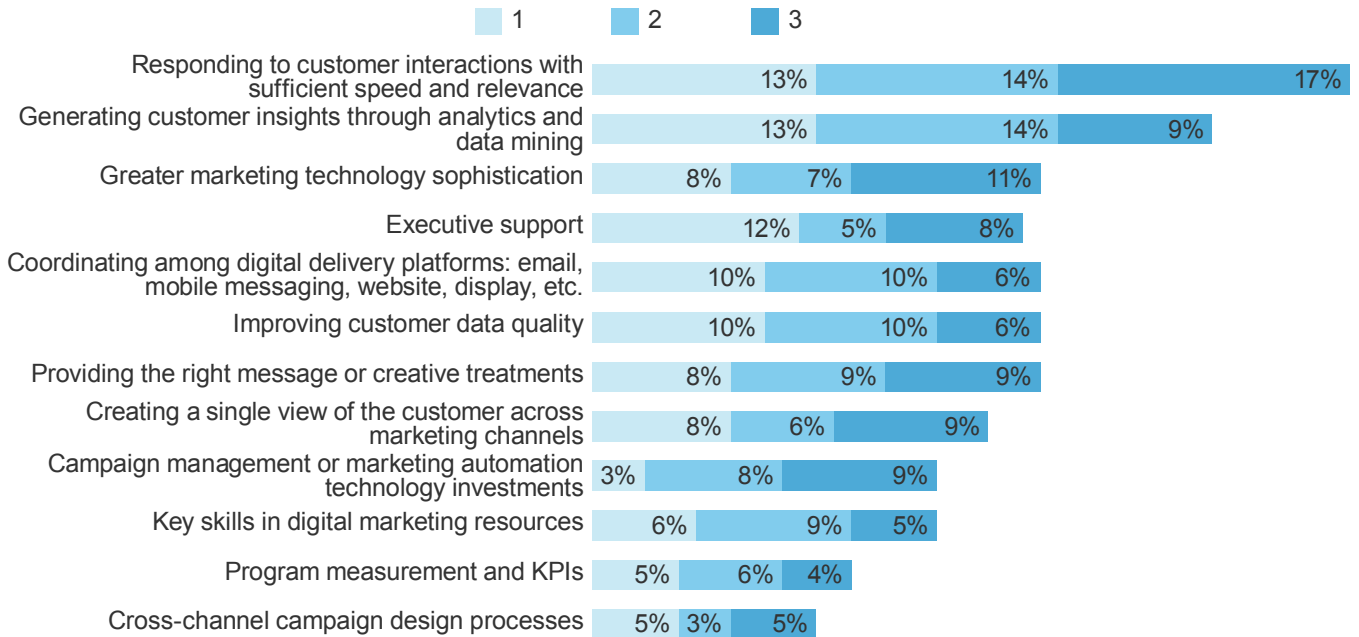 1 2 3
Responding to customer interactions with
sufficient speed and relevance
13% 14% 17%
Generating customer insights through analytics and
data mining
13% 14% 9%
Greater marketing technology sophistication
8% 7% 11%
Executive support
12% 5% 8%
Coordinating among digital delivery platforms: email,
mobile messaging, website, display, etc.
10% 10% 6%
Improving customer data quality
10% 10% 6%
Providing the right message or creative treatments
8% 9% 9%
Creating a single view of the customer across
marketing channels
8% 6% 9%
Campaign management or marketing automation
technology investments
3% 8% 9%
Key skills in digital marketing resources
6% 9% 5%
Program measurement and KPIs
5% 6% 4%
Cross-channel campaign design processes
5% 3% 5%